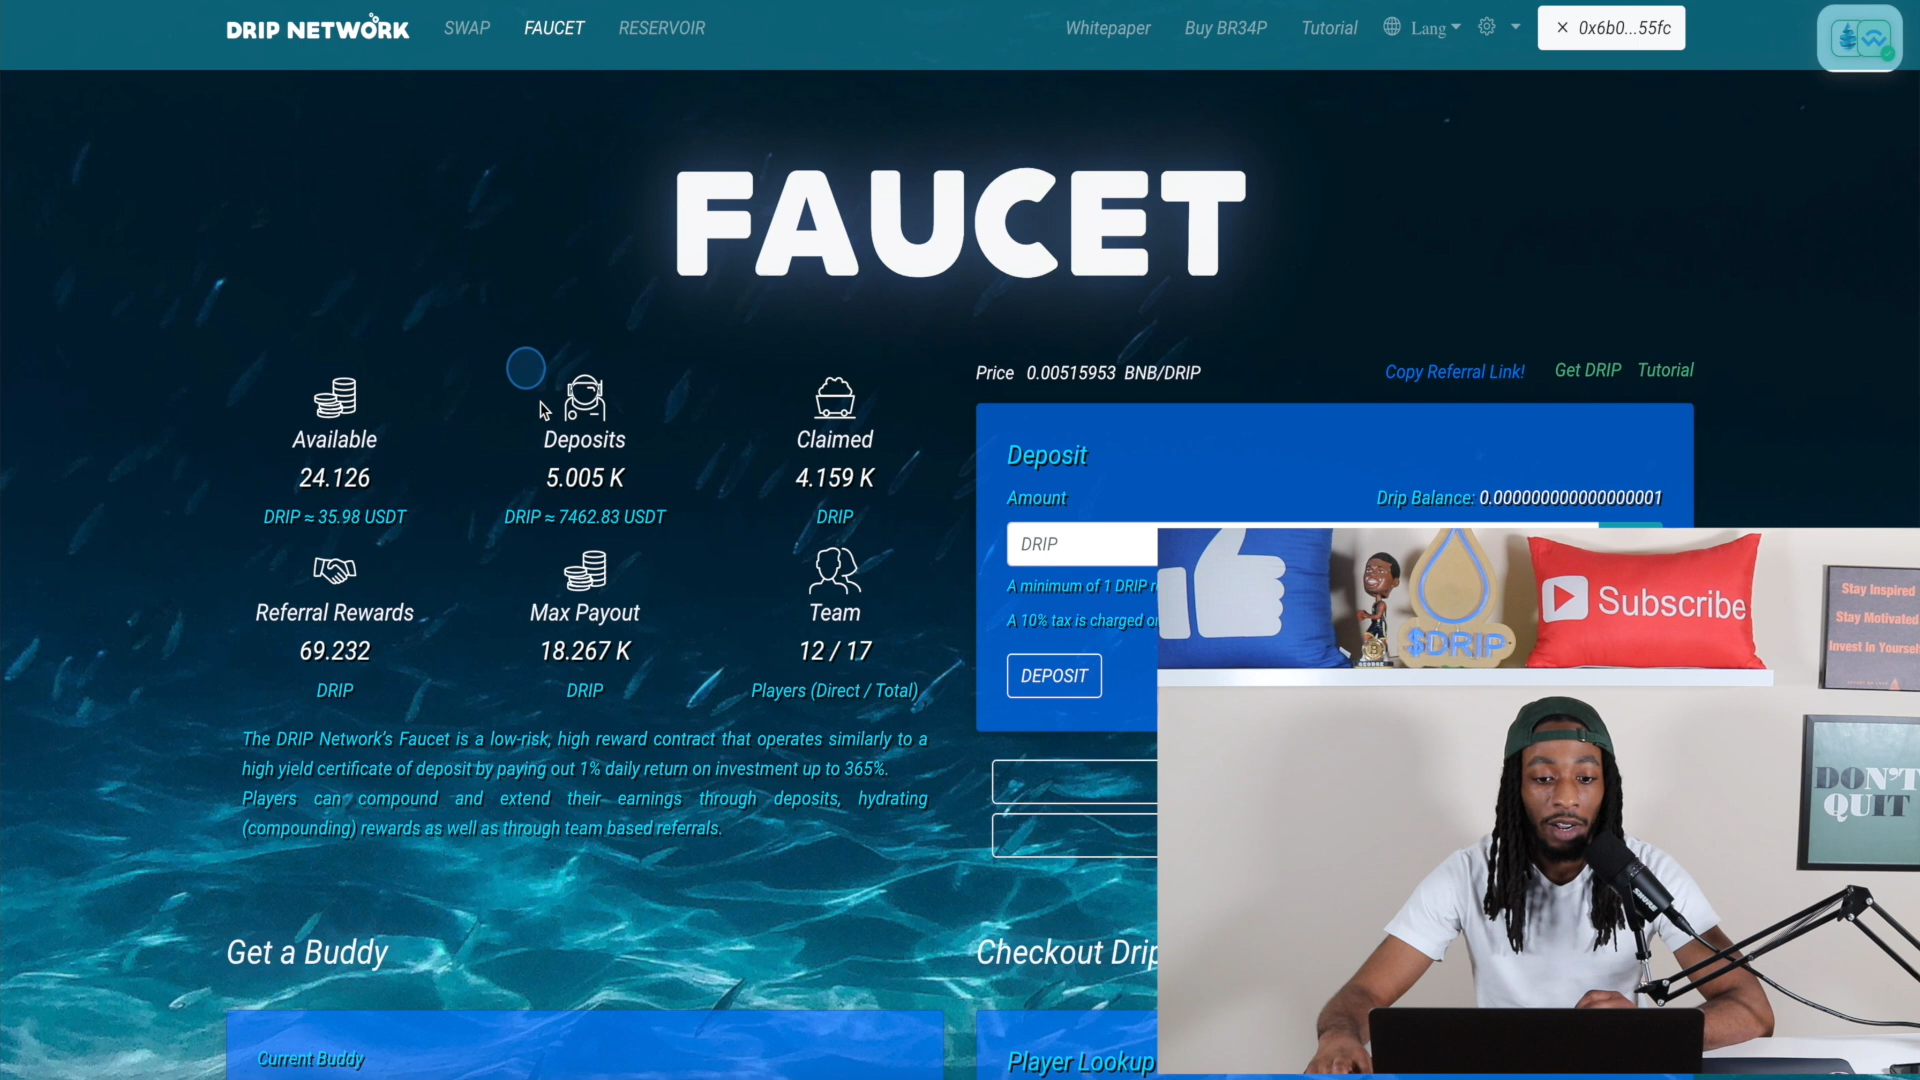 DRIP NETWORK
SWAP
FAUCET
RESERVOIR
Whitepaper
Buy BR34P
Tutorial
Lang
0x6b0...55fc
FAUCET
Available
24.126
DRIP ≈ 35.98 USDT
Deposits
5.005 K
DRIP ≈ 7462.83 USDT
Claimed
4.159 K
DRIP
Referral Rewards
69.232
DRIP
Max Payout
18.267 K
DRIP
Team
12 / 17
Players (Direct / Total)
The DRIP Network's Faucet is a low-risk, high reward contract that operates similarly to a
high yield certificate of deposit by paying out 1% daily return on investment up to 365%.
Players can compound and extend their earnings through deposits, hydrating
(compounding) rewards as well as through team based referrals.
Price 0.00515953 BNB/DRIP
Copy Referral Link!
Get DRIP
Tutorial
Deposit
Amount
Drip Balance: 0.000000000000000001
DRIP
A minimum of 1 DRIP
A 10% tax is charged
DEPOSIT
Get a Buddy
Current Buddy
Checkout Drip
Player Lookup
GEORGE
$DRIP
Subscribe
Stay Inspired
Stay Motivated
Invest In Yourself
DON'T
QUIT
SHURE